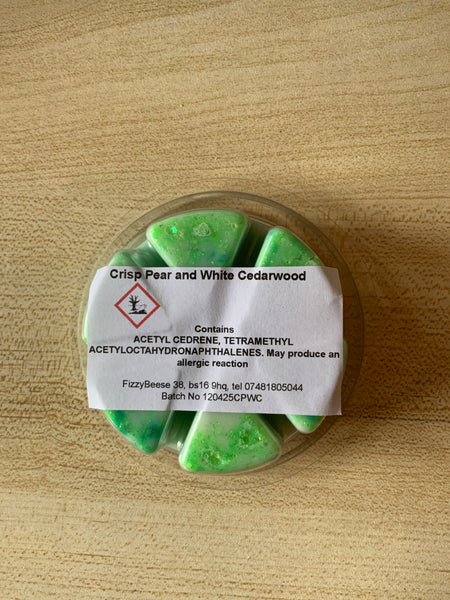 Crisp Pear and White Cedarwood
Contains
ACETYL CEDRENE, TETRAMETHYL
ACETYLOCTAHYDRONAPHTHALENES. May produce an
allergic reaction
FizzyBeese 38, bs16 9hq, tel 07481805044
Batch No 120425CPWC